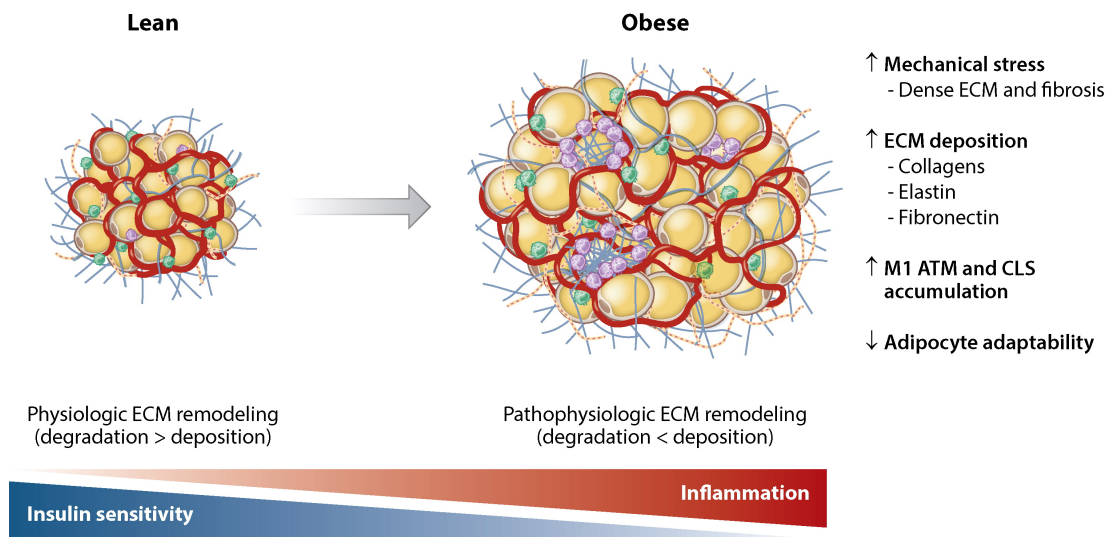 Lean
Obese
↑ Mechanical stress
- Dense ECM and fibrosis
↑ ECM deposition
- Collagens
- Elastin
- Fibronectin
↑ M1 ATM and CLS
accumulation
↓ Adipocyte adaptability
Physiologic ECM remodeling
(degradation > deposition)
Pathophysiologic ECM remodeling
(degradation < deposition)
Inflammation
Insulin sensitivity